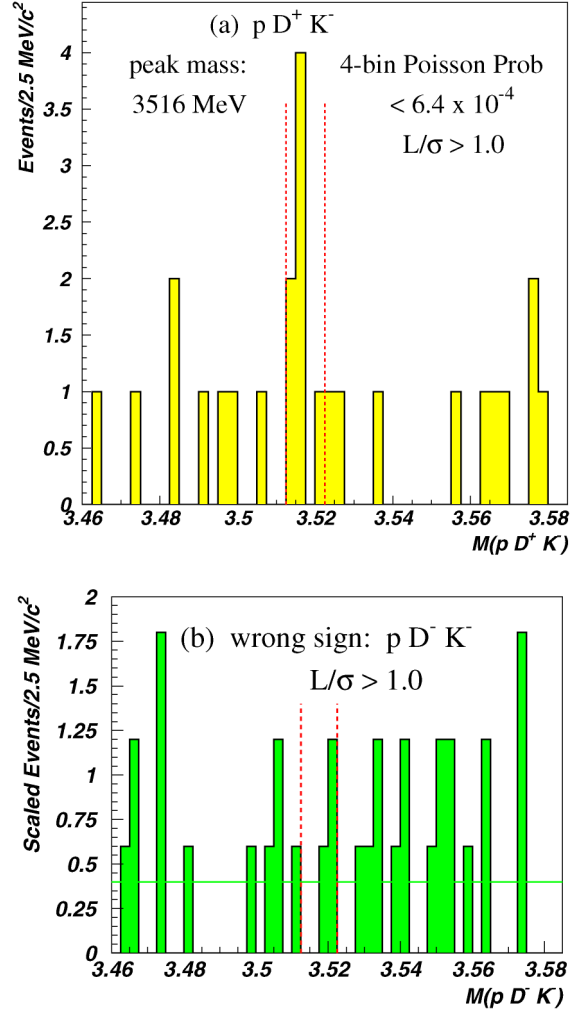 (a) p D⁺ K⁻
peak mass:
3516 MeV
4-bin Poisson Prob
< 6.4 x 10⁻⁴
L/σ > 1.0
Events/2.5 MeV/c²
4
3.5
3
2.5
2
1.5
1
0.5
0
3.46 3.48 3.5 3.52 3.54 3.56 3.58
M(p D⁺ K⁻)
(b) wrong sign: p D⁻ K⁻
L/σ > 1.0
Scaled Events/2.5 MeV/c²
2
1.75
1.5
1.25
1
0.75
0.5
0.25
0
3.46 3.48 3.5 3.52 3.54 3.56 3.58
M(p D⁻ K⁻)